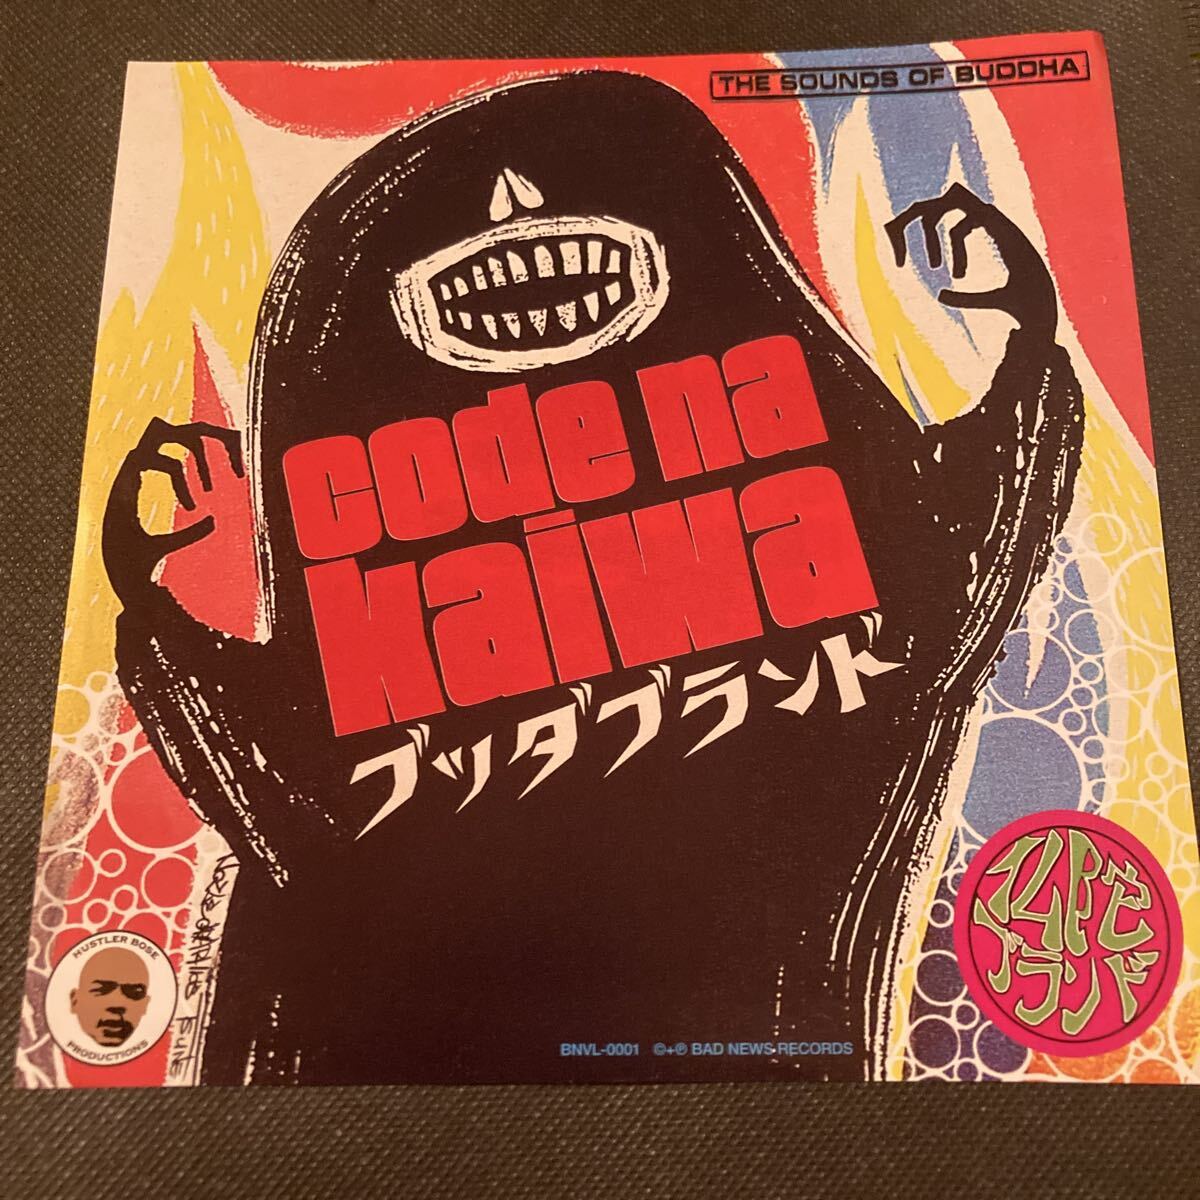 THE SOUNDS OF BUDDHA
code na
kaiwa
ブッダブランド
仏陀
ブランド
HUSTLER BOSE
PRODUCTIONS
BNVL-0001 ©+℗ BAD NEWS RECORDS